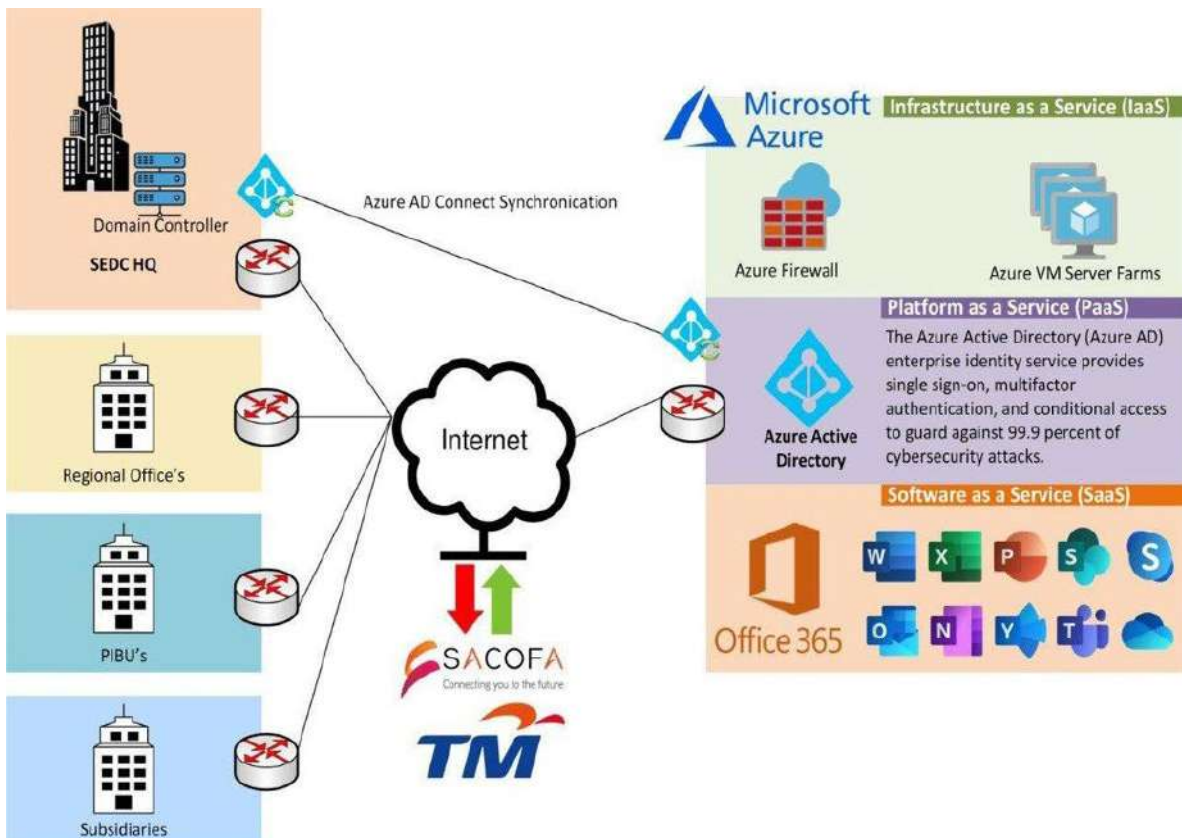 Domain Controller
SEDC HQ
Regional Office's
PIBU's
Subsidiaries
Azure AD Connect Synchronication
Internet
SACOFA
Connecting you to the future
TM
Microsoft
Azure
Infrastructure as a Service (IaaS)
Azure Firewall
Azure VM Server Farms
Platform as a Service (PaaS)
The Azure Active Directory (Azure AD)
enterprise identity service provides
single sign-on, multifactor
authentication, and conditional access
to guard against 99.9 percent of
cybersecurity attacks.
Azure Active
Directory
Software as a Service (SaaS)
Office 365
W X P S S
O N Y T